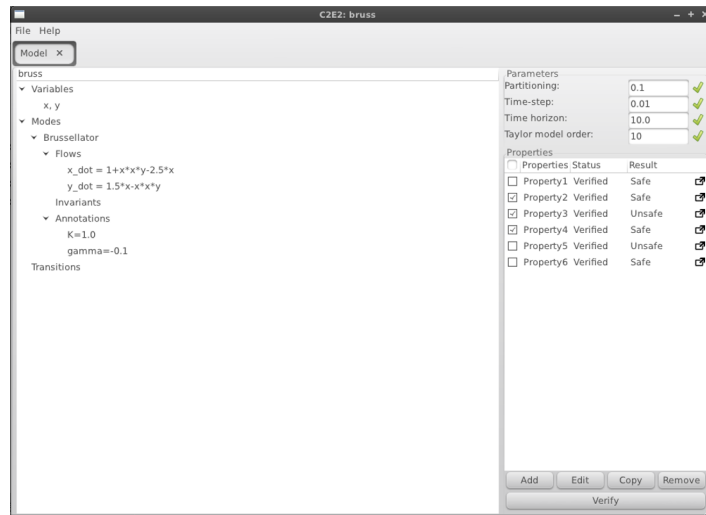 C2E2: bruss
File Help
Model
bruss
Variables
x, y
Modes
Brussellator
Flows
x_dot = 1+x*x*y-2.5*x
y_dot = 1.5*x-x*x*y
Invariants
Annotations
K=1.0
gamma=-0.1
Transitions
Parameters
Partitioning: 0.1
Time-step: 0.01
Time horizon: 10.0
Taylor model order: 10
Properties
Properties Status Result
Property1 Verified Safe
Property2 Verified Safe
Property3 Verified Unsafe
Property4 Verified Safe
Property5 Verified Unsafe
Property6 Verified Safe
Add Edit Copy Remove
Verify